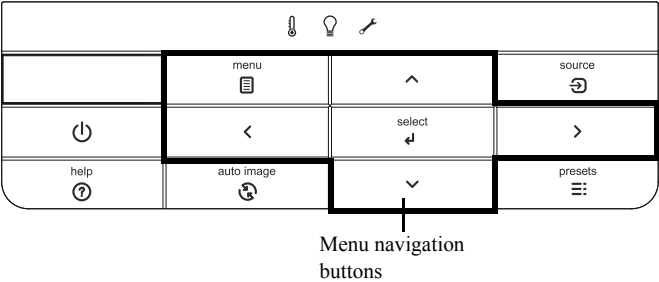 menu
source
select
help
auto image
presets
Menu navigation
buttons